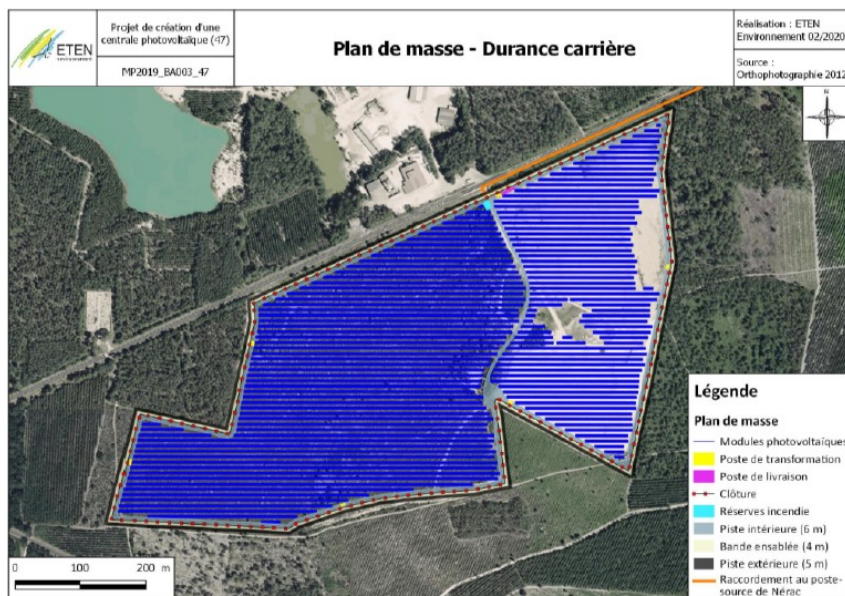 ETEN
environnement
Projet de création d'une
centrale photovoltaïque (47)
MP2019_BA003_47
Plan de masse - Durance carrière
Réalisation : ETEN
Environnement 02/2020
Source :
Orthophotographie 2012
N
Légende
Plan de masse
Modules photovoltaïques
Poste de transformation
Poste de livraison
Clôture
Réserves incendie
Piste intérieure (6 m)
Bande ensablée (4 m)
Piste extérieure (5 m)
Raccordement au poste-
source de Nérac
0 100 200 m